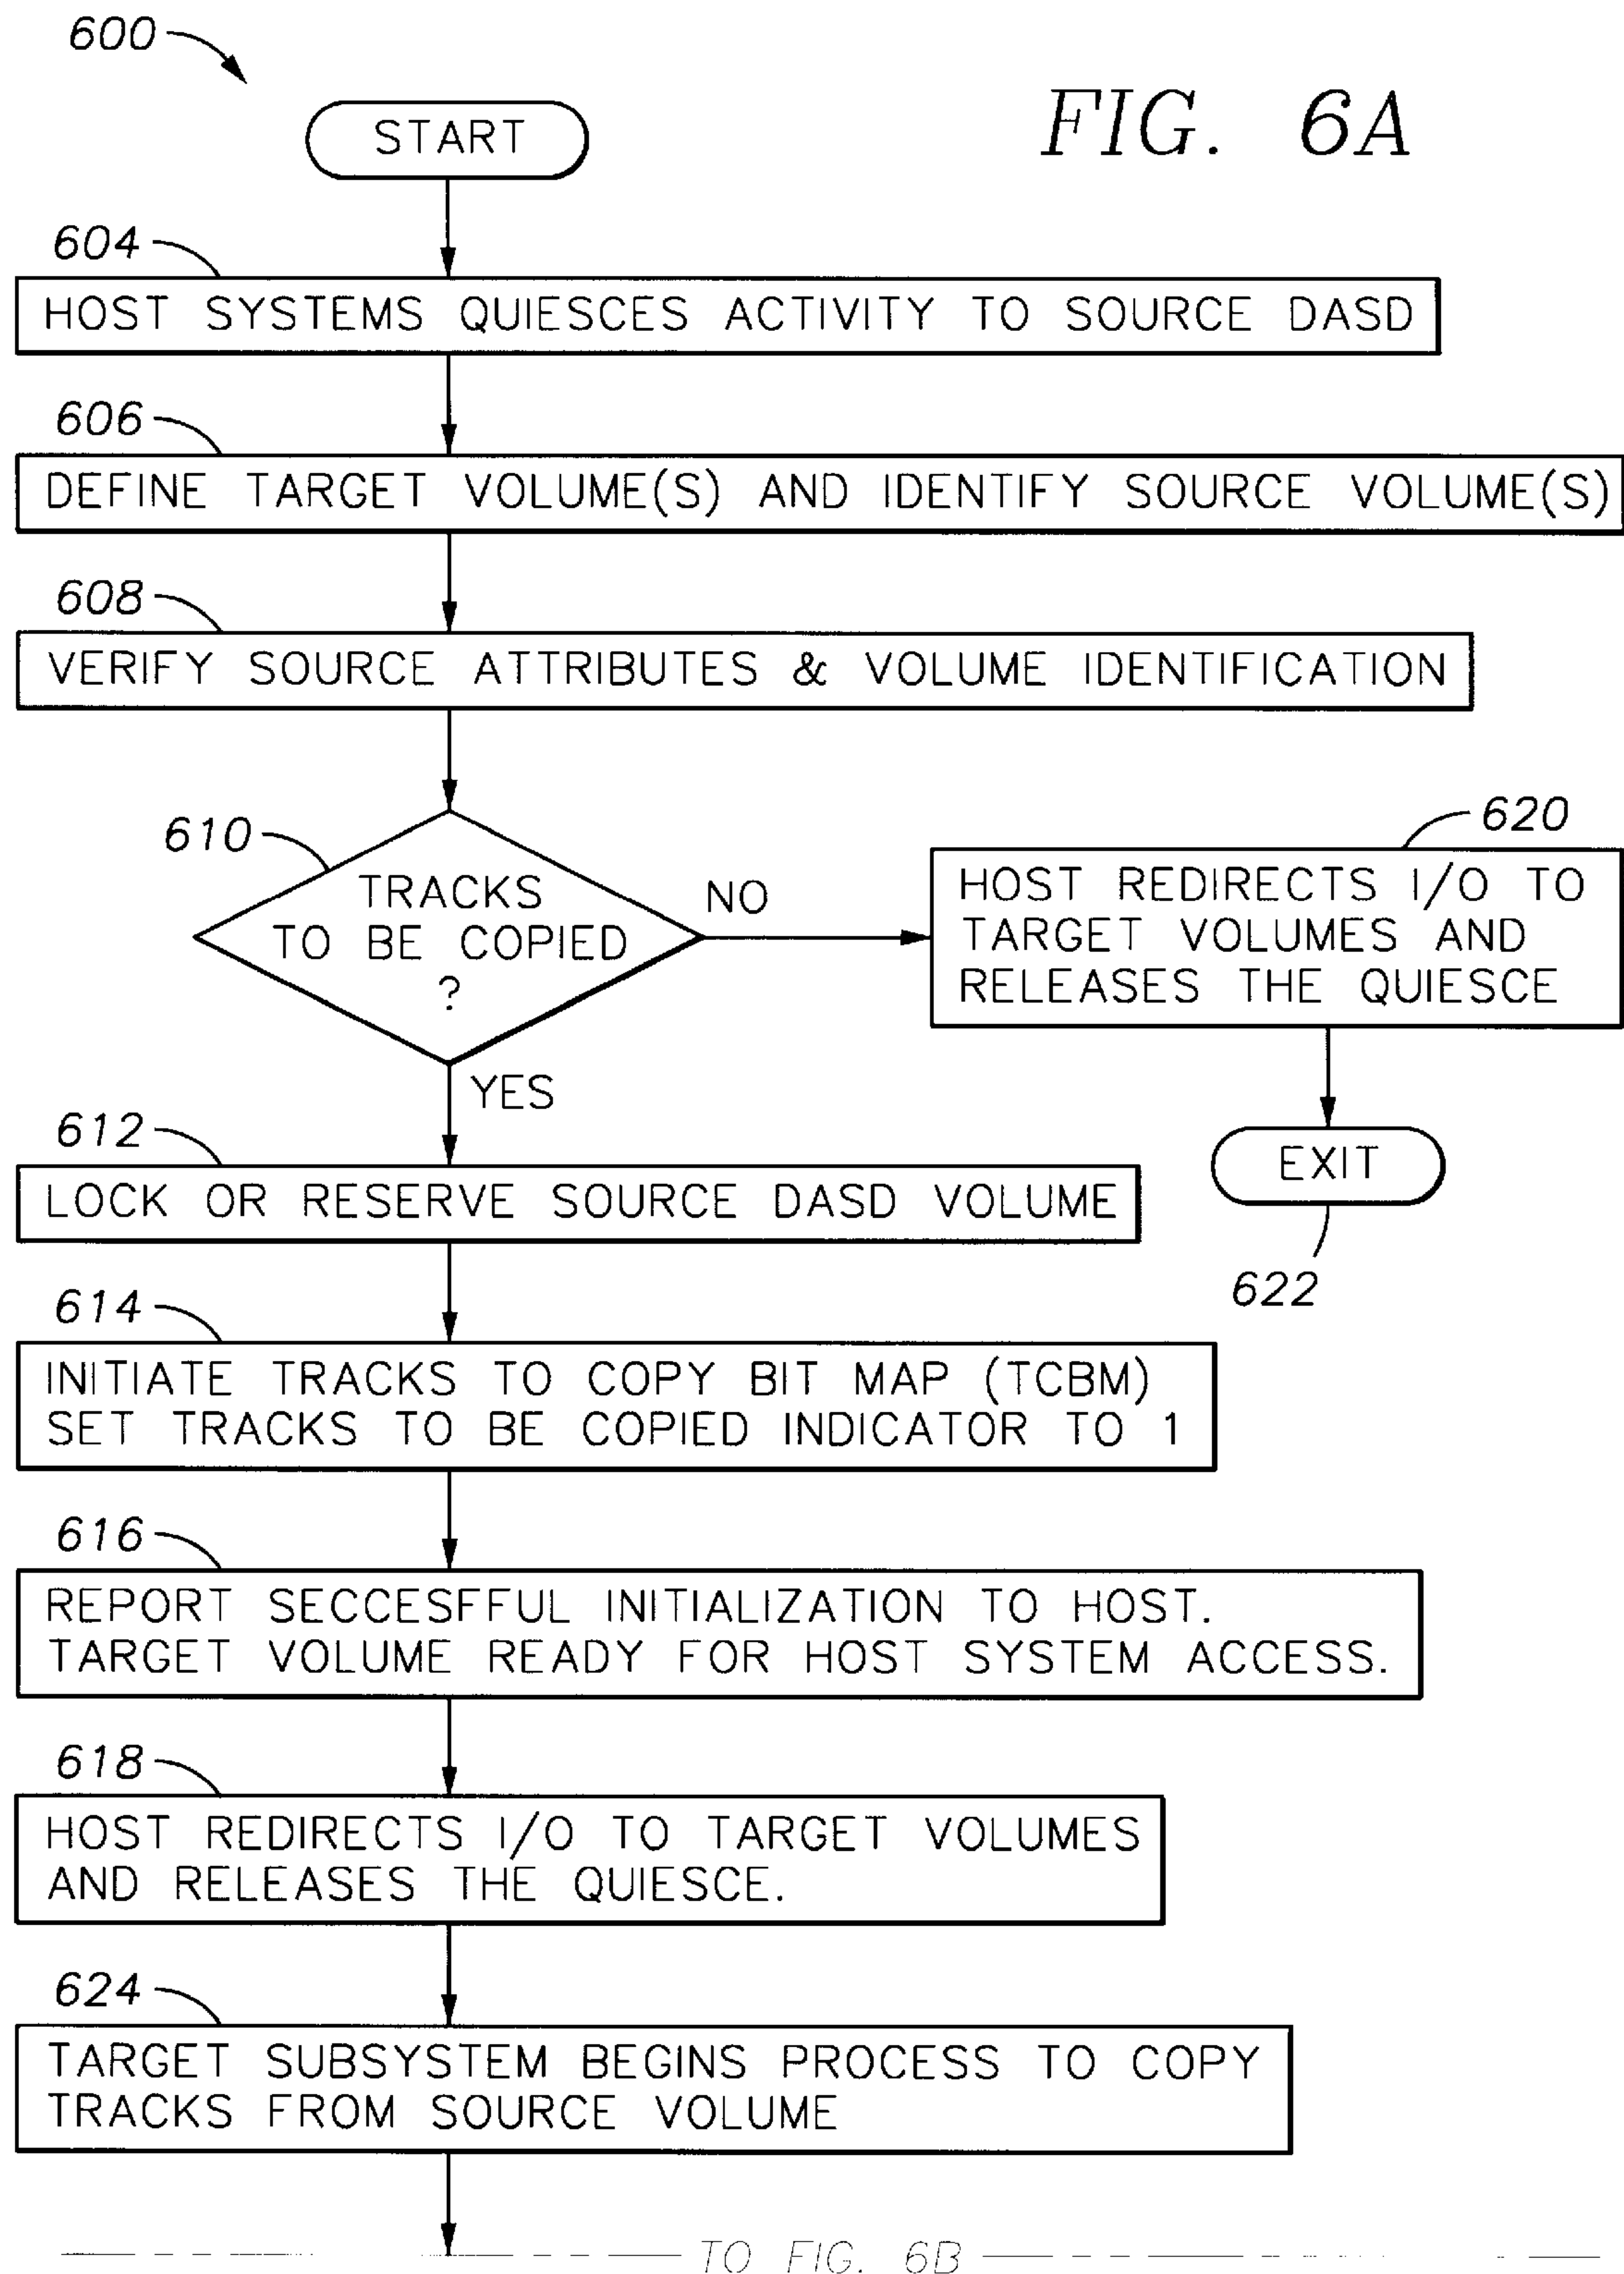 600
START
FIG. 6A
604
HOST SYSTEMS QUIESCES ACTIVITY TO SOURCE DASD
606
DEFINE TARGET VOLUME(S) AND IDENTIFY SOURCE VOLUME(S)
608
VERIFY SOURCE ATTRIBUTES & VOLUME IDENTIFICATION
610
TRACKS
TO BE COPIED
?
NO
620
HOST REDIRECTS I/O TO
TARGET VOLUMES AND
RELEASES THE QUIESCE
YES
EXIT
622
612
LOCK OR RESERVE SOURCE DASD VOLUME
614
INITIATE TRACKS TO COPY BIT MAP (TCBM)
SET TRACKS TO BE COPIED INDICATOR TO 1
616
REPORT SECCESFFUL INITIALIZATION TO HOST.
TARGET VOLUME READY FOR HOST SYSTEM ACCESS.
618
HOST REDIRECTS I/O TO TARGET VOLUMES
AND RELEASES THE QUIESCE.
624
TARGET SUBSYSTEM BEGINS PROCESS TO COPY
TRACKS FROM SOURCE VOLUME
TO FIG. 6B